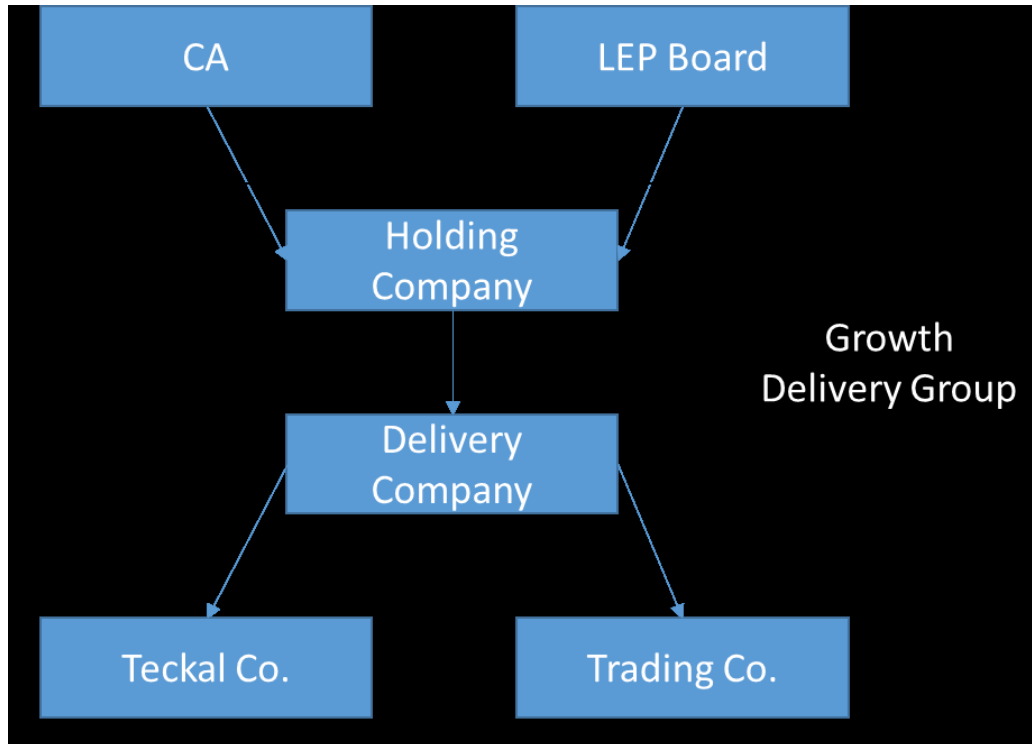 CA
LEP Board
Holding
Company
Growth
Delivery Group
Delivery
Company
Teckal Co.
Trading Co.